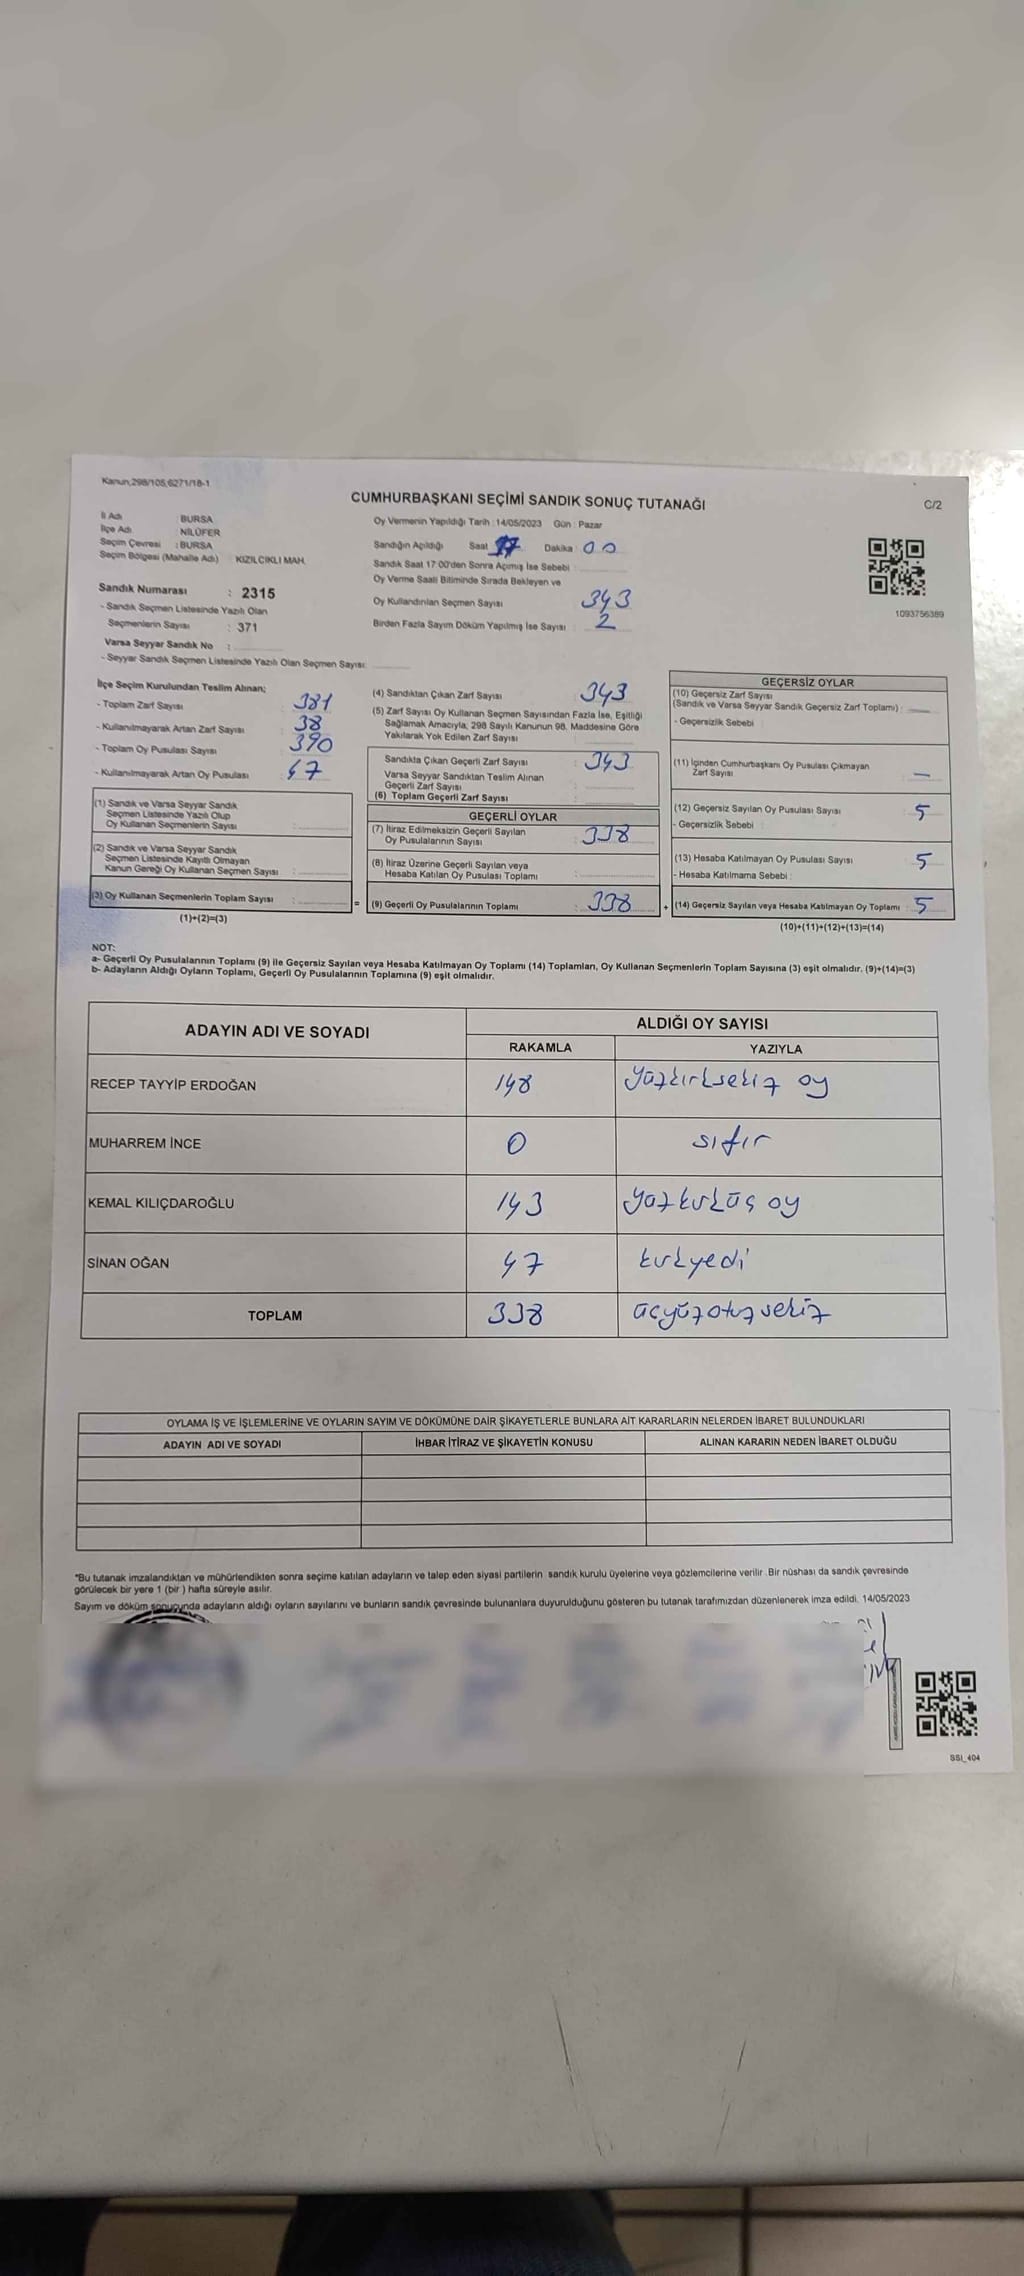 Kanun,298/105,6271/18-1
CUMHURBAŞKANI SEÇİMİ SANDIK SONUÇ TUTANAĞI
C/2
İl Adı : BURSA
İlçe Adı : NİLÜFER
Seçim Çevresi : BURSA
Seçim Bölgesi (Mahalle Adı) : KIZILCIKLI MAH.
Sandık Numarası : 2315
- Sandık Seçmen Listesinde Yazılı Olan
Seçmenlerin Sayısı : 371
Varsa Seyyar Sandık No :
- Seyyar Sandık Seçmen Listesinde Yazılı Olan Seçmen Sayısı:
Oy Vermenin Yapıldığı Tarih : 14/05/2023 Gün : Pazar
Sandığın Açıldığı Saat 17 Dakika : 00
Sandık Saat 17:00'den Sonra Açımış İse Sebebi :
Oy Verme Saati Bitiminde Sırada Bekleyen ve
Oy Kullandırılan Seçmen Sayısı : 343
Birden Fazla Sayım Döküm Yapılmış İse Sayısı : 2
1093756389
İlçe Seçim Kurulundan Teslim Alınan;
- Toplam Zarf Sayısı : 381
- Kullanılmayarak Artan Zarf Sayısı : 38
- Toplam Oy Pusulası Sayısı : 390
- Kullanılmayarak Artan Oy Pusulası : 47
(1) Sandık ve Varsa Seyyar Sandık
Seçmen Listesinde Yazılı Olup
Oy Kullanan Seçmenlerin Sayısı :
(2) Sandık ve Varsa Seyyar Sandık
Seçmen Listesinde Kayıtlı Olmayan
Kanun Gereği Oy Kullanan Seçmen Sayısı :
(3) Oy Kullanan Seçmenlerin Toplam Sayısı :
(1)+(2)=(3)
(4) Sandıktan Çıkan Zarf Sayısı : 343
(5) Zarf Sayısı Oy Kullanan Seçmen Sayısından Fazla İse, Eşitliği
Sağlamak Amacıyla, 298 Sayılı Kanunun 98. Maddesine Göre
Yakılarak Yok Edilen Zarf Sayısı :
Sandıkta Çıkan Geçerli Zarf Sayısı : 343
Varsa Seyyar Sandıktan Teslim Alınan
Geçerli Zarf Sayısı :
(6) Toplam Geçerli Zarf Sayısı :
GEÇERLİ OYLAR
(7) İtiraz Edilmeksizin Geçerli Sayılan
Oy Pusulalarının Sayısı : 338
(8) İtiraz Üzerine Geçerli Sayılan veya
Hesaba Katılan Oy Pusulası Toplamı :
= (9) Geçerli Oy Pusulalarının Toplamı : 338
GEÇERSİZ OYLAR
(10) Geçersiz Zarf Sayısı
(Sandık ve Varsa Seyyar Sandık Geçersiz Zarf Toplamı) :
- Geçersizlik Sebebi :
(11) İçinden Cumhurbaşkanı Oy Pusulası Çıkmayan
Zarf Sayısı : —
(12) Geçersiz Sayılan Oy Pusulası Sayısı : 5
- Geçersizlik Sebebi :
(13) Hesaba Katılmayan Oy Pusulası Sayısı : 5
- Hesaba Katılmama Sebebi :
+ (14) Geçersiz Sayılan veya Hesaba Katılmayan Oy Toplamı : 5
(10)+(11)+(12)+(13)=(14)
NOT:
a- Geçerli Oy Pusulalarının Toplamı (9) ile Geçersiz Sayılan veya Hesaba Katılmayan Oy Toplamı (14) Toplamları, Oy Kullanan Seçmenlerin Toplam Sayısına (3) eşit olmalıdır. (9)+(14)=(3)
b- Adayların Aldığı Oyların Toplamı, Geçerli Oy Pusulalarının Toplamına (9) eşit olmalıdır.
ADAYIN ADI VE SOYADI
ALDIĞI OY SAYISI
RAKAMLA YAZIYLA
RECEP TAYYİP ERDOĞAN 148 yüzkırksekiz oy
MUHARREM İNCE 0 sıfır
KEMAL KILIÇDAROĞLU 143 yüzkırküç oy
SİNAN OĞAN 47 kırkyedi
TOPLAM 338 üçyüzotuzsekiz
OYLAMA İŞ VE İŞLEMLERİNE VE OYLARIN SAYIM VE DÖKÜMÜNE DAİR ŞİKAYETLERLE BUNLARA AİT KARARLARIN NELERDEN İBARET BULUNDUKLARI
ADAYIN ADI VE SOYADI İHBAR İTİRAZ VE ŞİKAYETİN KONUSU ALINAN KARARIN NEDEN İBARET OLDUĞU
*Bu tutanak imzalandıktan ve mühürlendikten sonra seçime katılan adayların ve talep eden siyasi partilerin sandık kurulu üyelerine veya gözlemcilerine verilir. Bir nüshası da sandık çevresinde
görülecek bir yere 1 (bir) hafta süreyle asılır.
Sayım ve döküm sonucunda adayların aldığı oyların sayılarını ve bunların sandık çevresinde bulunanlara duyurulduğunu gösteren bu tutanak tarafımızdan düzenlenerek imza edildi. 14/05/2023
SSI_404